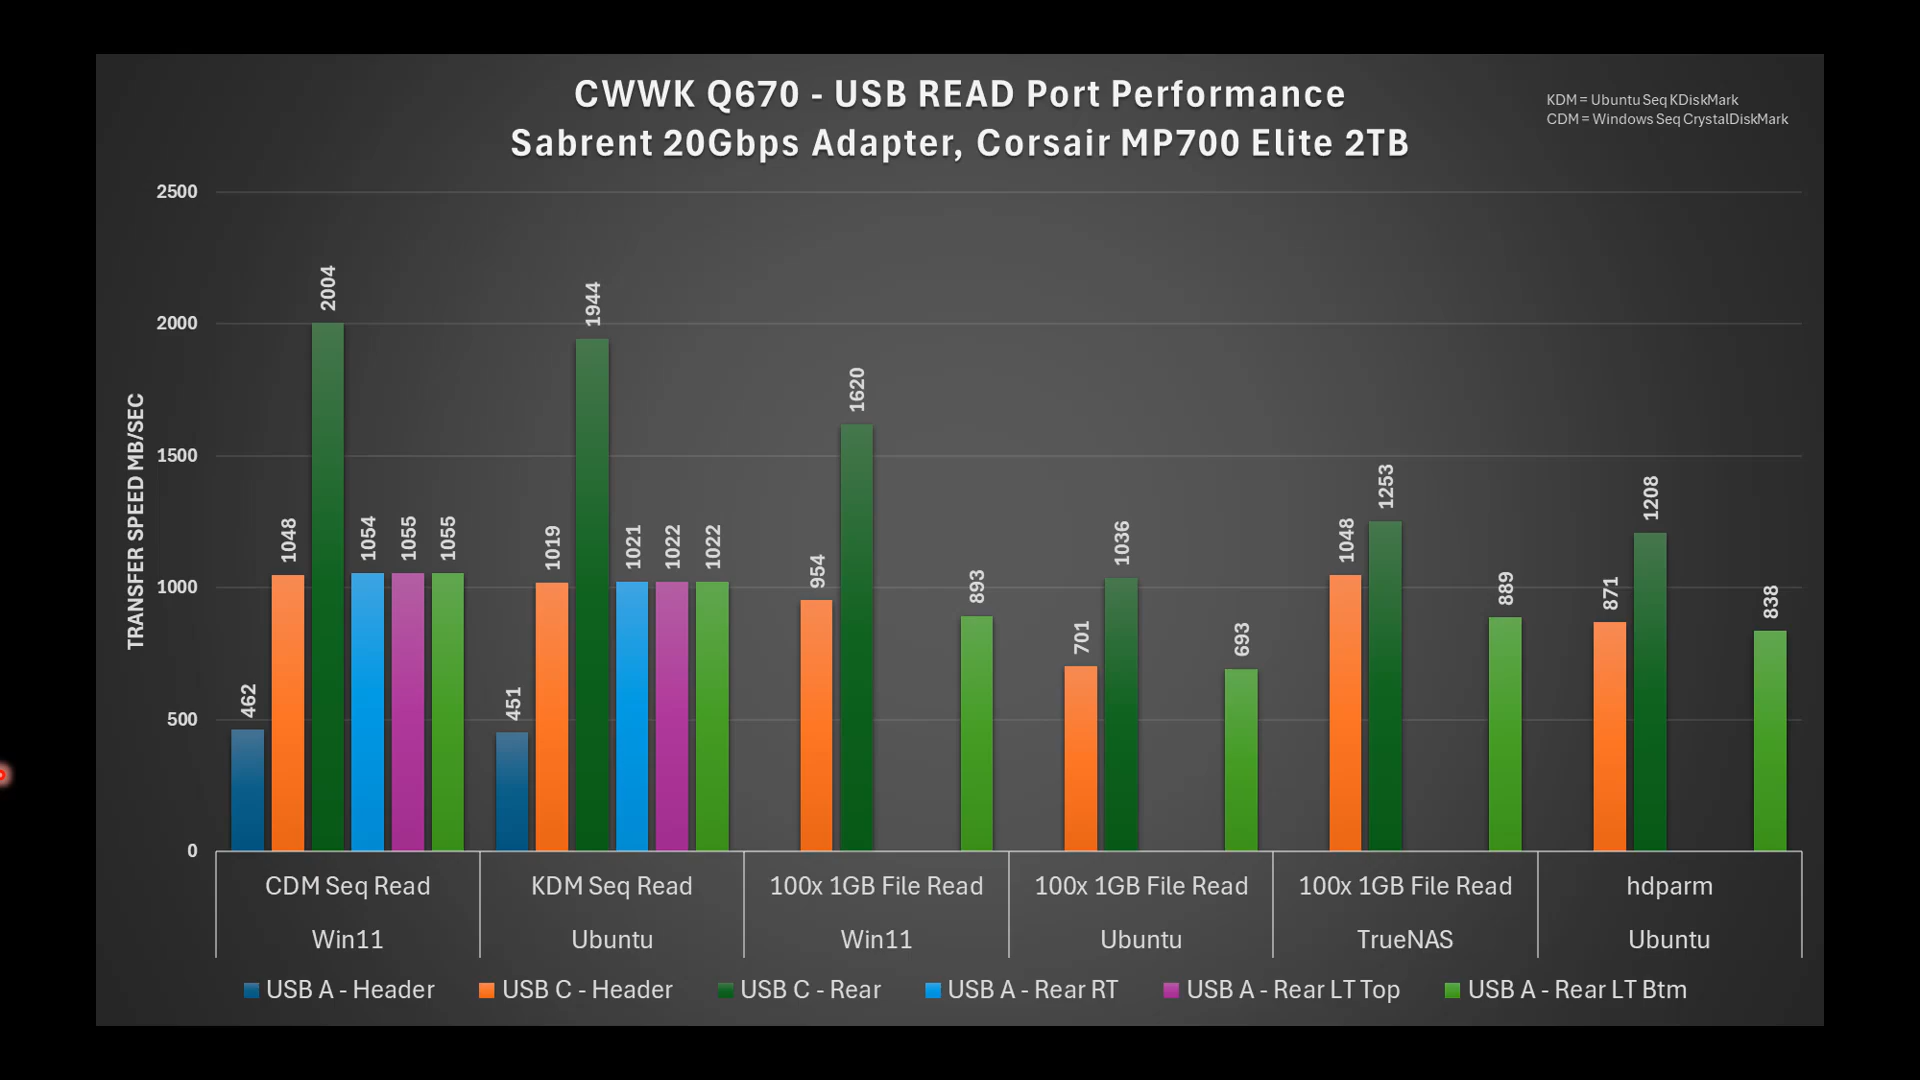 CWWK Q670 - USB READ Port Performance
Sabrent 20Gbps Adapter, Corsair MP700 Elite 2TB
KDM = Ubuntu Seq KDiskMark
CDM = Windows Seq CrystalDiskMark
TRANSFER SPEED MB/SEC
2500
2000
1500
1000
500
0
462
1048
2004
1054
1055
1055
451
1019
1944
1021
1022
1022
954
1620
893
701
1036
693
1048
1253
889
871
1208
838
CDM Seq Read
KDM Seq Read
100x 1GB File Read
100x 1GB File Read
100x 1GB File Read
hdparm
Win11
Ubuntu
Win11
Ubuntu
TrueNAS
Ubuntu
USB A - Header
USB C - Header
USB C - Rear
USB A - Rear RT
USB A - Rear LT Top
USB A - Rear LT Btm